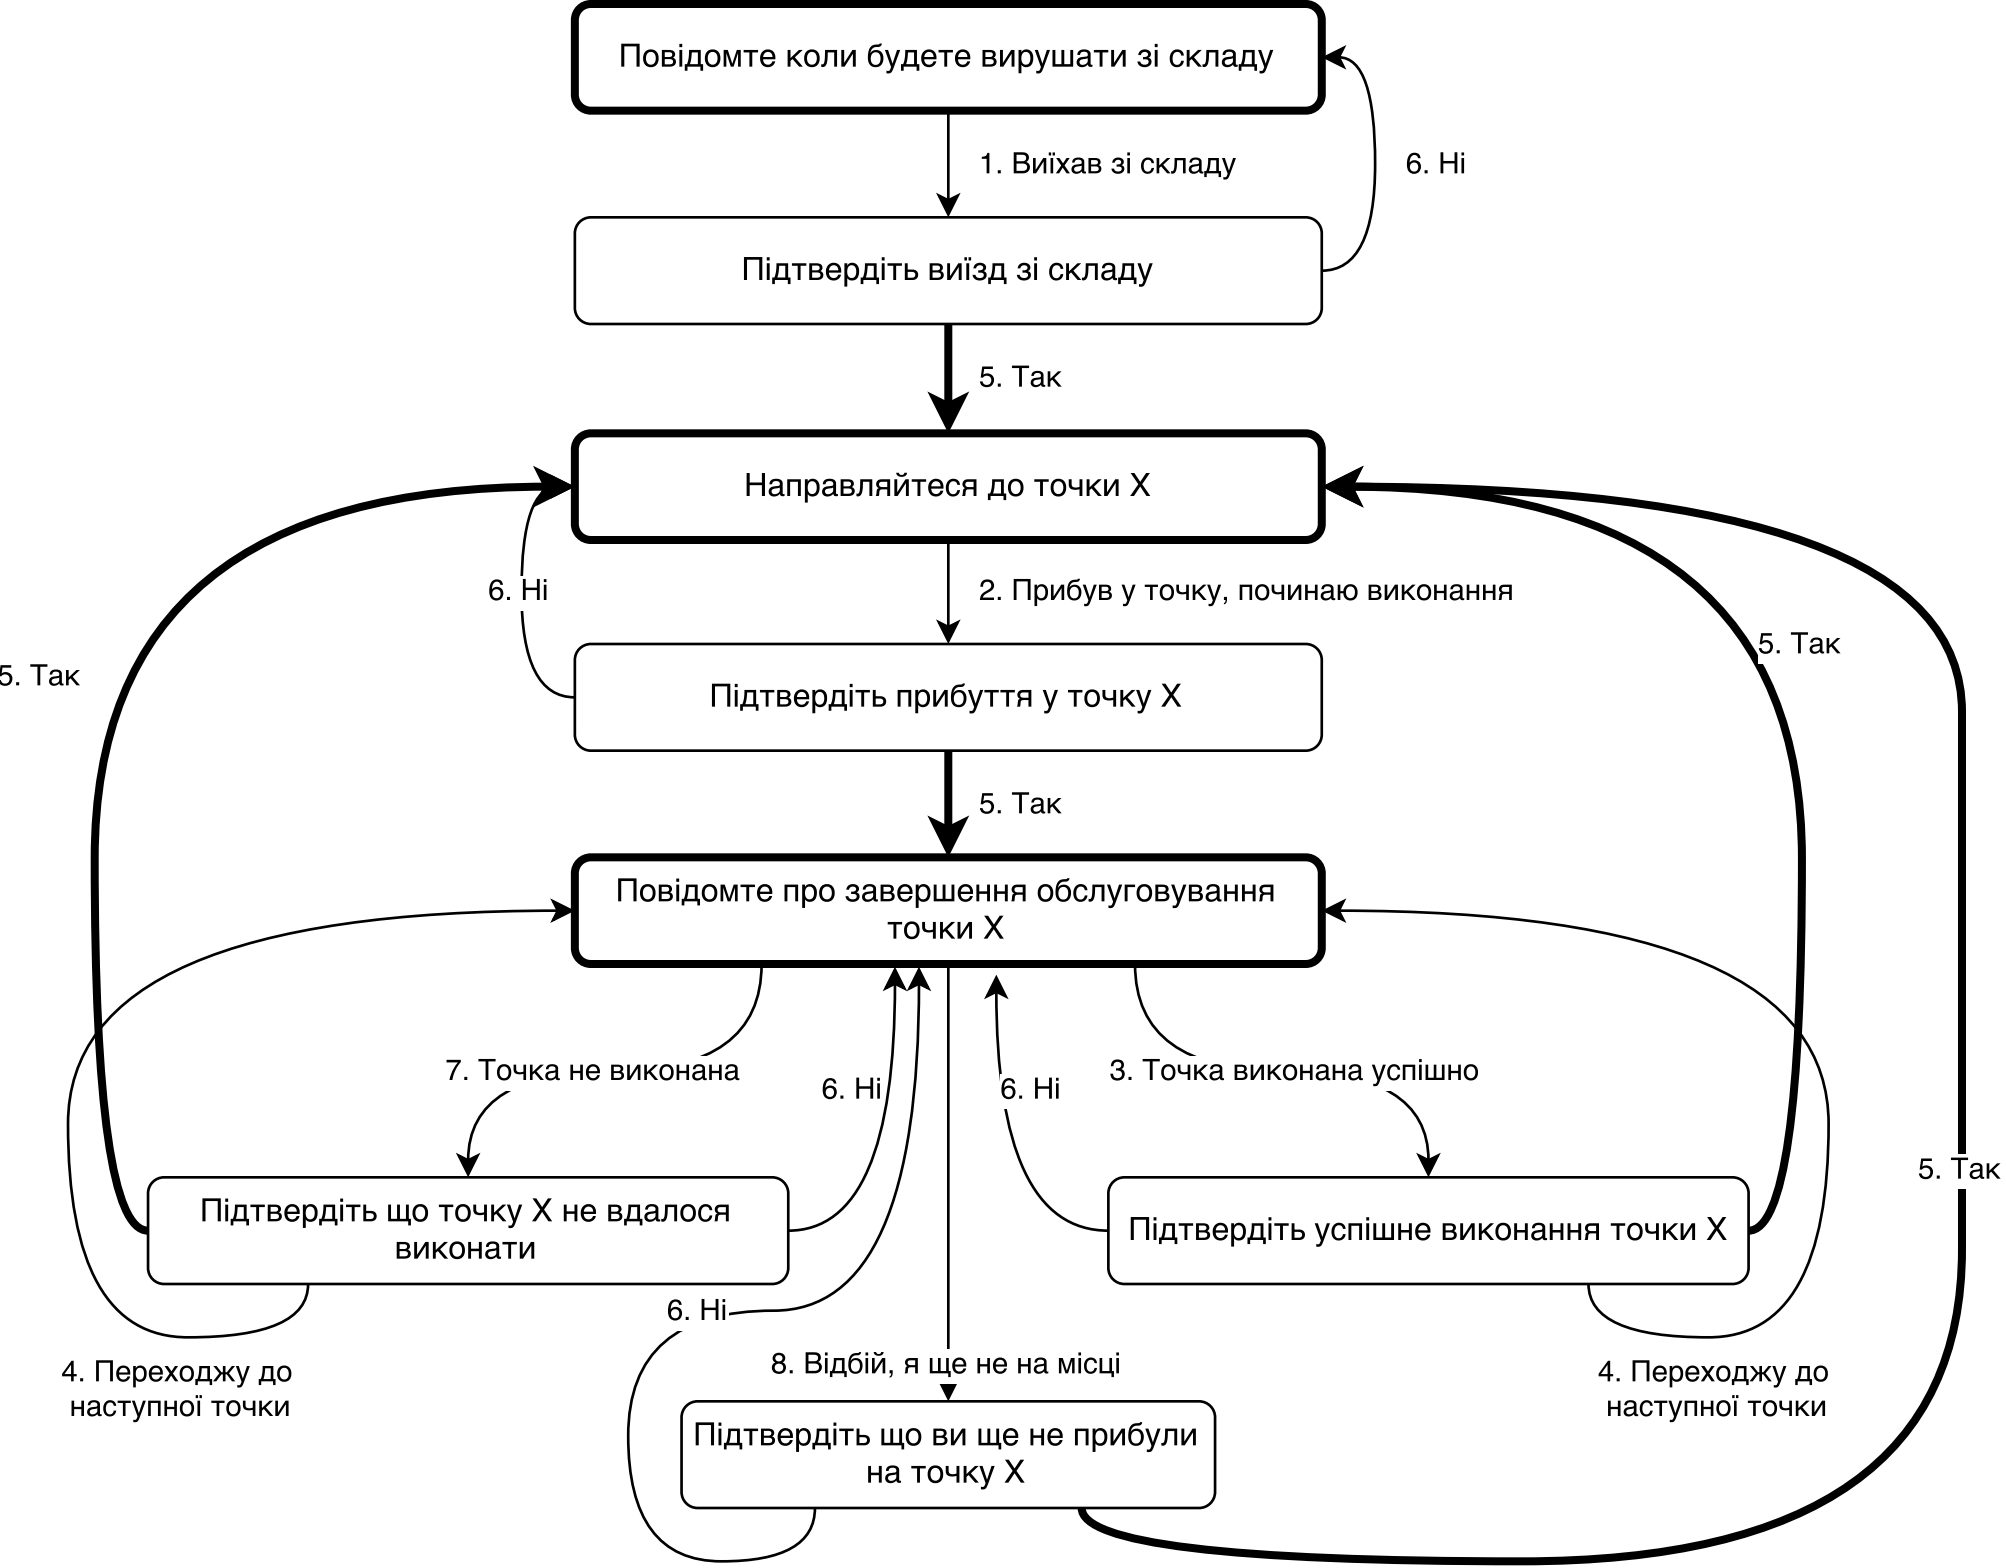 Повідомте коли будете вирушати зі складу
1. Виїхав зі складу
6. Ні
Підтвердіть виїзд зі складу
5. Так
Направляйтеся до точки X
6. Ні
2. Прибув у точку, починаю виконання
5. Так
5. Так
Підтвердіть прибуття у точку X
5. Так
Повідомте про завершення обслуговування
точки X
7. Точка не виконана
6. Ні
6. Ні
3. Точка виконана успішно
5. Так
Підтвердіть що точку X не вдалося
виконати
Підтвердіть успішне виконання точки X
6. Ні
8. Відбій, я ще не на місці
4. Переходжу до
наступної точки
4. Переходжу до
наступної точки
Підтвердіть що ви ще не прибули
на точку X